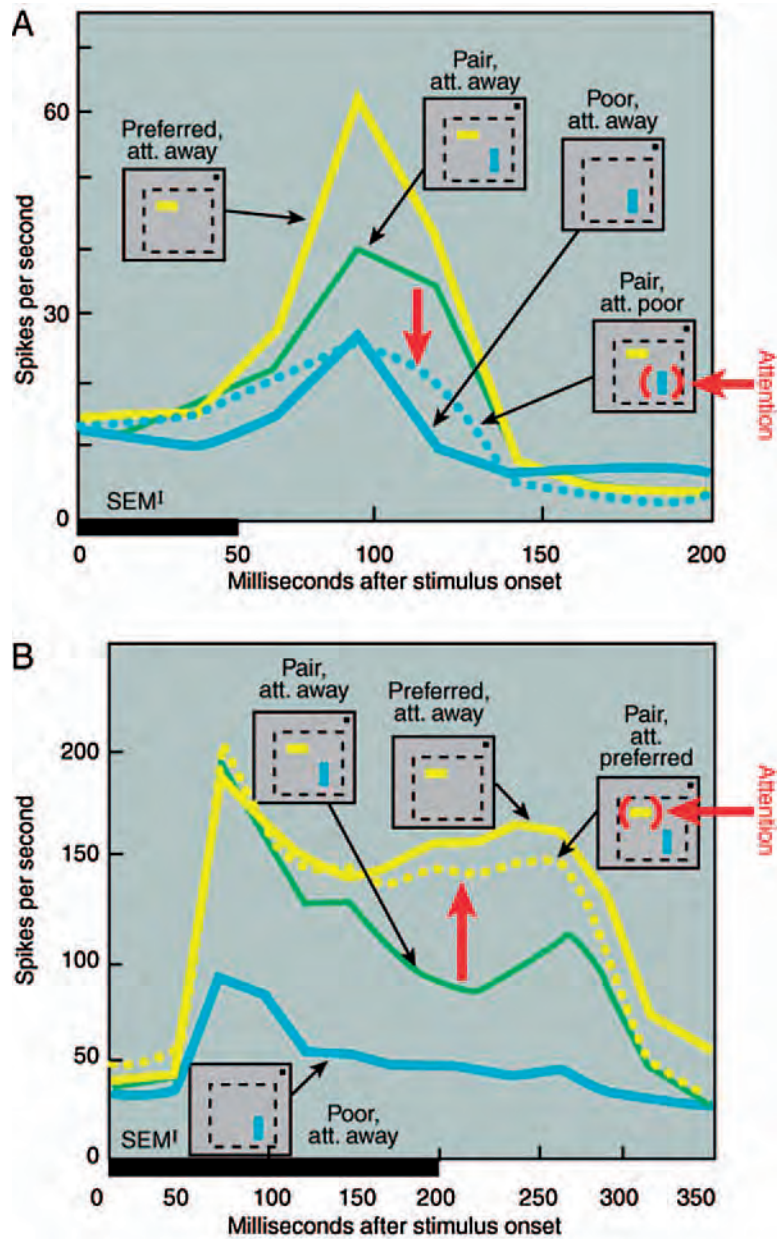 A
Pair,
att. away
Poor,
att. away
Preferred,
att. away
Pair,
att. poor
Attention
Spikes per second
60
30
0
SEM I
0 50 100 150 200
Milliseconds after stimulus onset
B
Pair,
att. away
Preferred,
att. away
Pair,
att.
preferred
Attention
Spikes per second
200
150
100
50
0
Poor,
att. away
SEM I
0 50 100 150 200 250 300 350
Milliseconds after stimulus onset